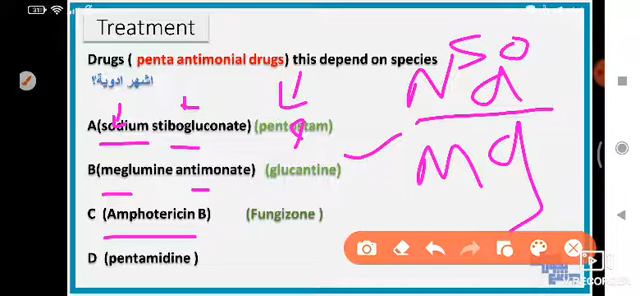 Treatment
Drugs ( penta antimonial drugs) this depend on species
اشهر ادوية؟
A(sodium stibogluconate) (pentostam)
B(meglumine antimonate) (glucantine)
C (Amphotericin B) (Fungizone )
D (pentamidine )
mg